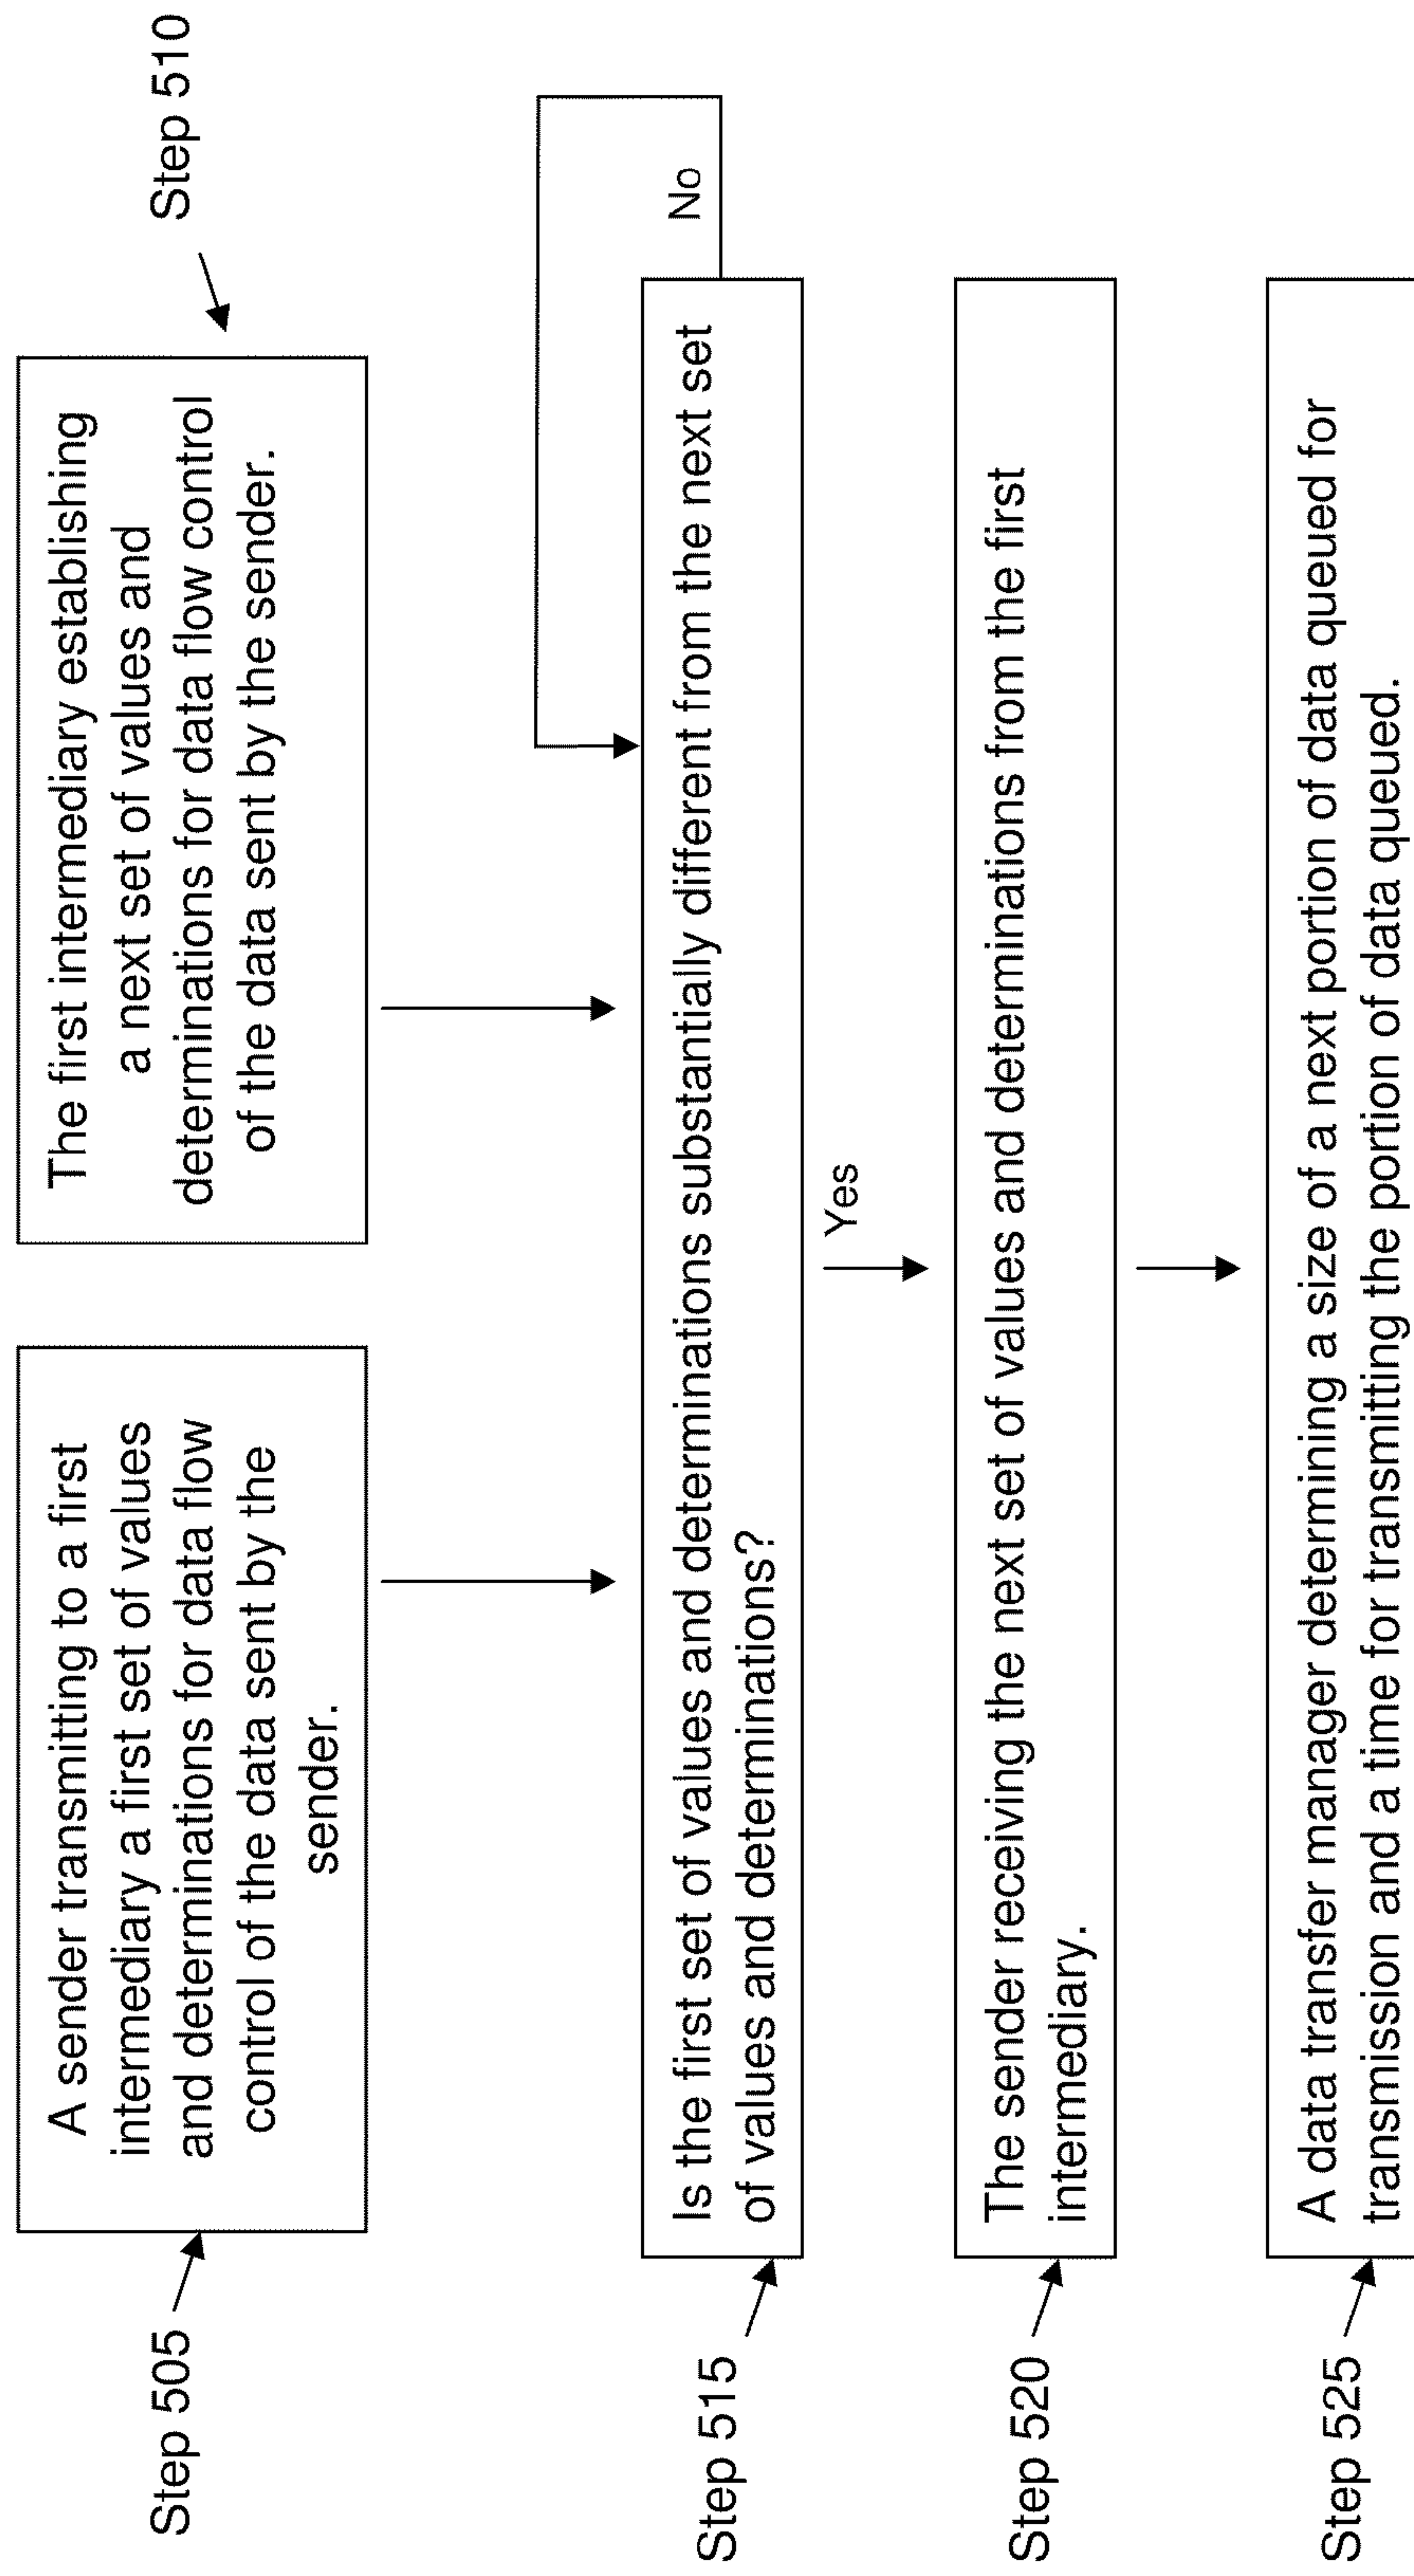 Step 505
A sender transmitting to a first
intermediary a first set of values
and determinations for data flow
control of the data sent by the
sender.
Step 510
The first intermediary establishing
a next set of values and
determinations for data flow control
of the data sent by the sender.
Step 515
Is the first set of values and determinations substantially different from the next set
of values and determinations?
No
Yes
Step 520
The sender receiving the next set of values and determinations from the first
intermediary.
Step 525
A data transfer manager determining a size of a next portion of data queued for
transmission and a time for transmitting the portion of data queued.